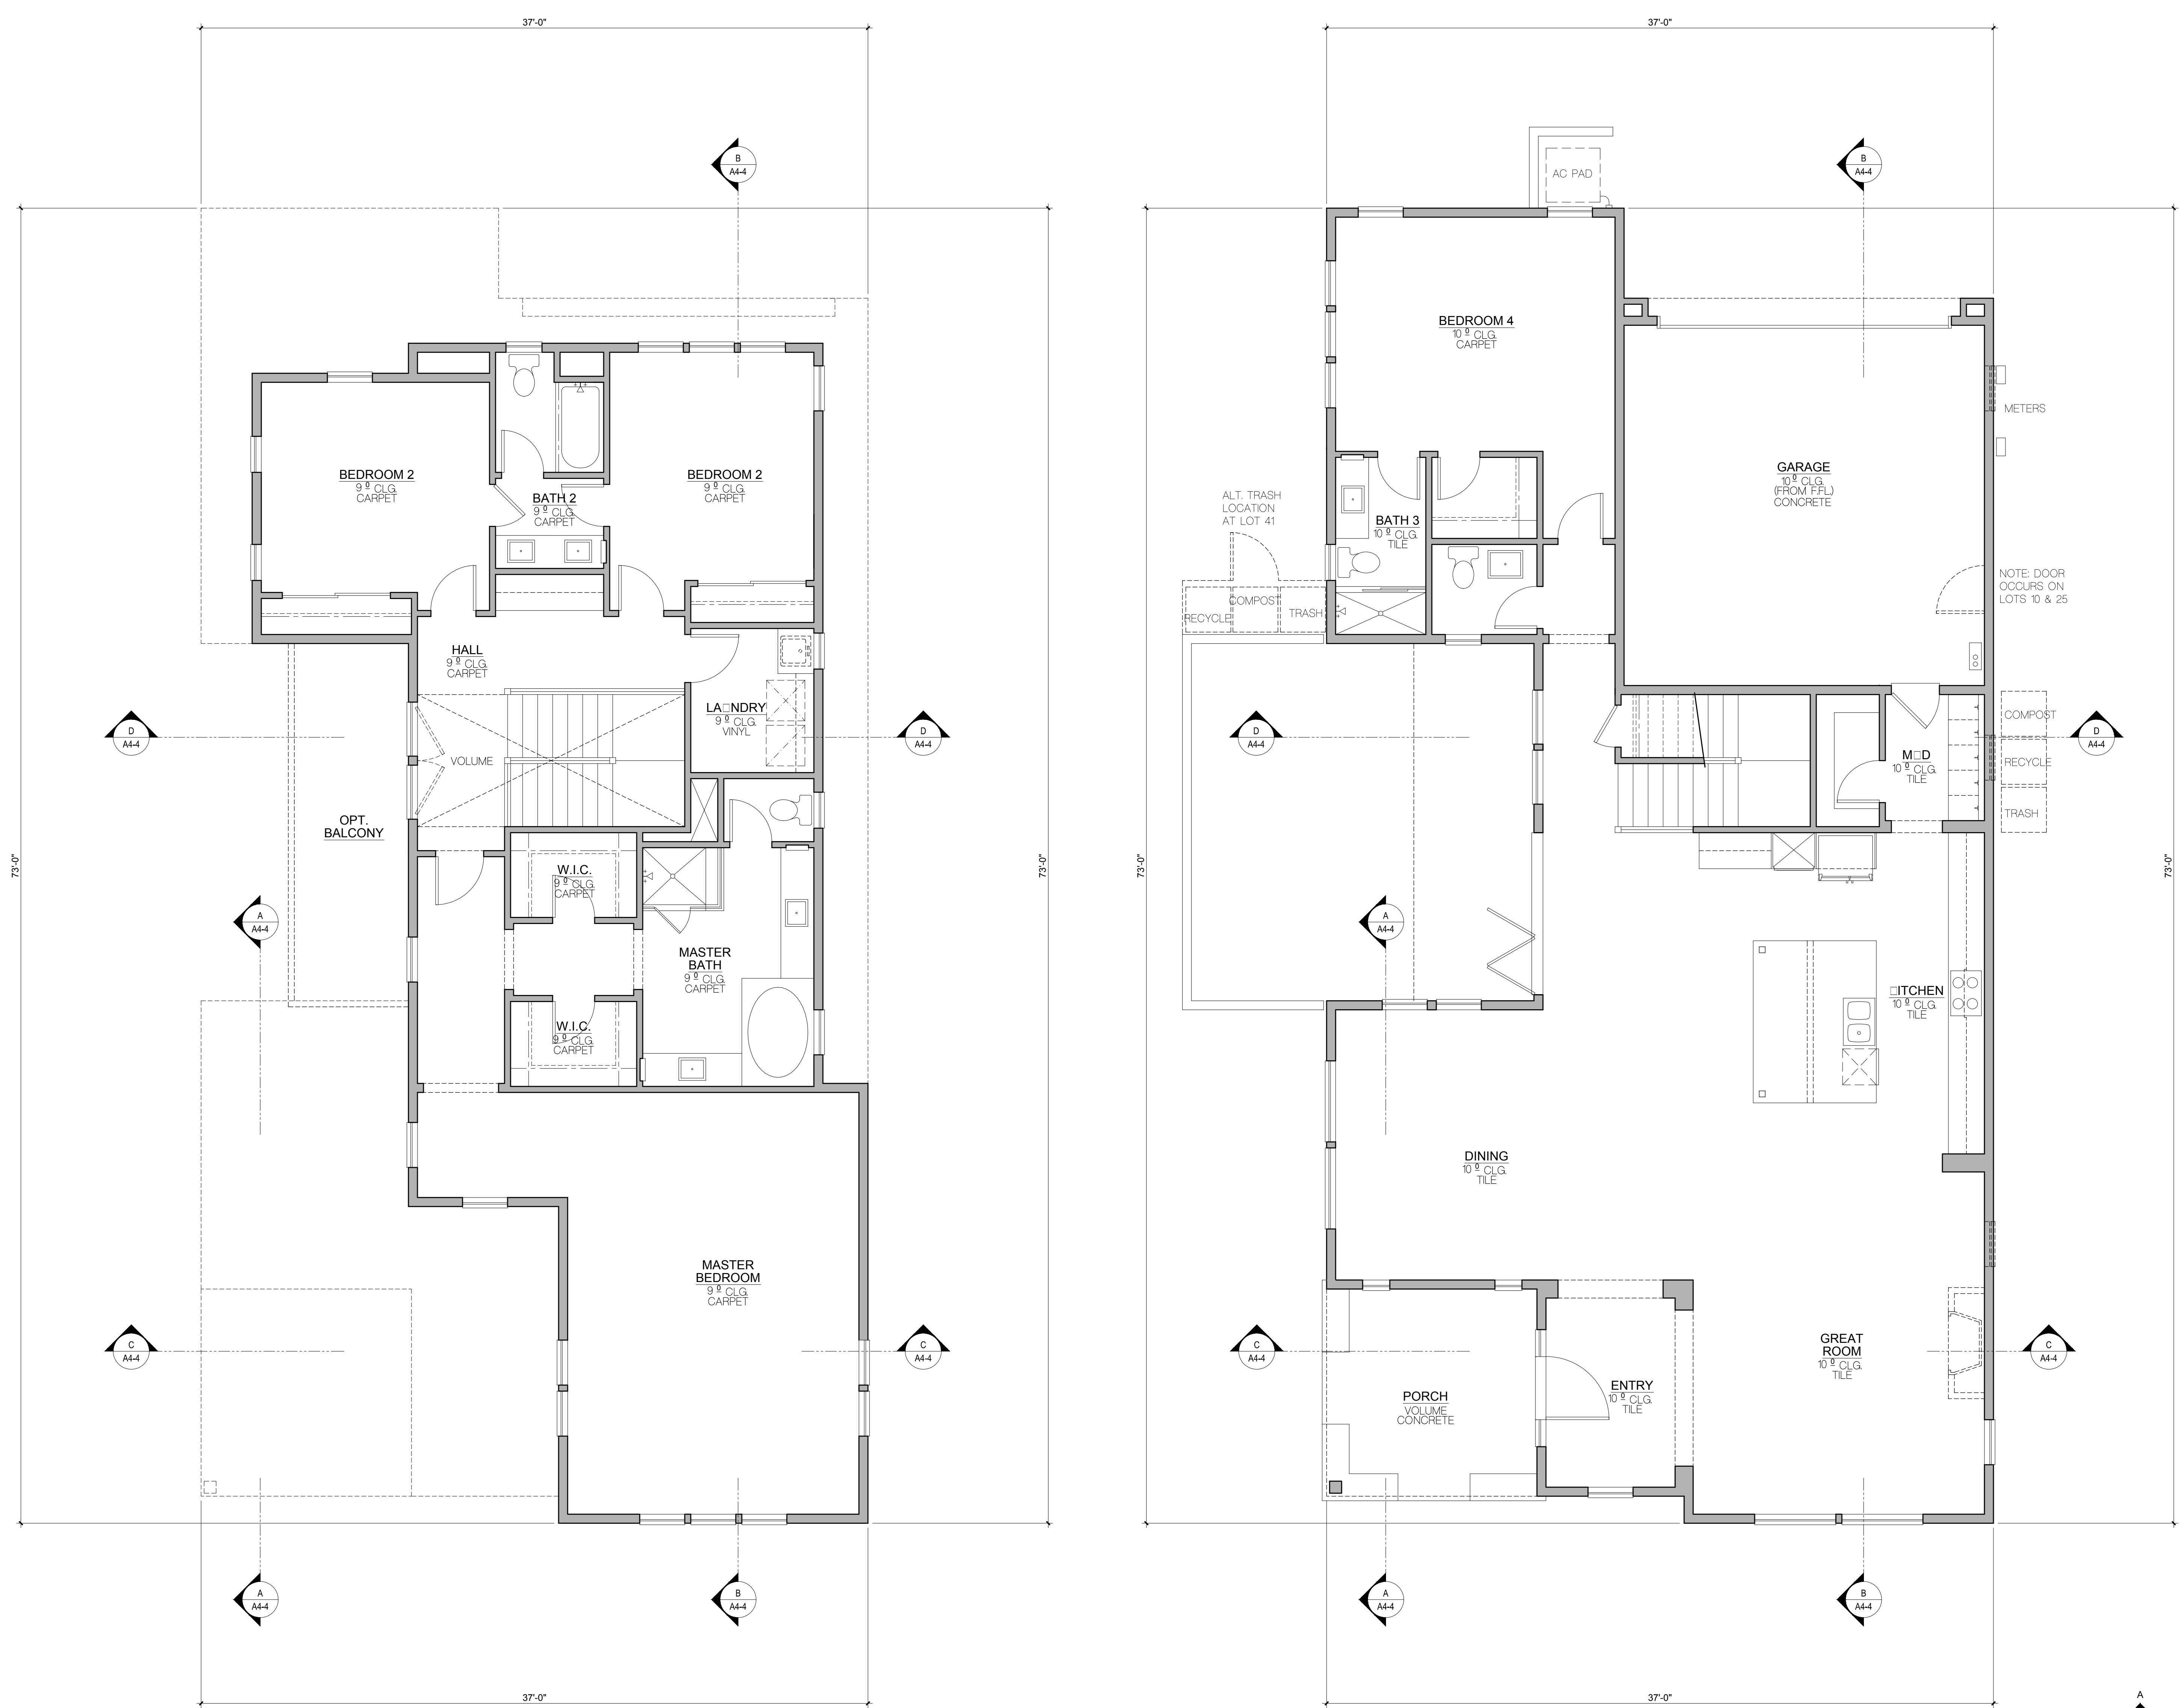 37'-0"
B
A4-4
BEDROOM 2
9 0 CLG.
CARPET
BATH 2
9 0 CLG.
CARPET
BEDROOM 2
9 0 CLG.
CARPET
HALL
9 0 CLG.
CARPET
LA□NDRY
9 0 CLG.
VINYL
D
A4-4
D
A4-4
VOLUME
OPT.
BALCONY
73'-0"
73'-0"
W.I.C.
9 0 CLG.
CARPET
A
A4-4
MASTER
BATH
9 0 CLG.
CARPET
W.I.C.
9 0 CLG.
CARPET
MASTER
BEDROOM
9 0 CLG.
CARPET
C
A4-4
C
A4-4
A
A4-4
B
A4-4
37'-0"
37'-0"
B
A4-4
AC PAD
BEDROOM 4
10 0 CLG.
CARPET
METERS
GARAGE
10 0 CLG.
(FROM F.FL.)
CONCRETE
ALT. TRASH
LOCATION
AT LOT 41
BATH 3
10 0 CLG.
TILE
NOTE: DOOR
OCCURS ON
LOTS 10 & 25
COMPOST
RECYCLE
TRASH
D
A4-4
COMPOST
D
A4-4
M□D
10 0 CLG.
TILE
RECYCLE
TRASH
73'-0"
73'-0"
A
A4-4
□ITCHEN
10 0 CLG.
TILE
DINING
10 0 CLG.
TILE
GREAT
ROOM
10 0 CLG.
TILE
C
A4-4
C
A4-4
PORCH
VOLUME
CONCRETE
ENTRY
10 0 CLG.
TILE
A
A4-4
B
A4-4
37'-0"
A